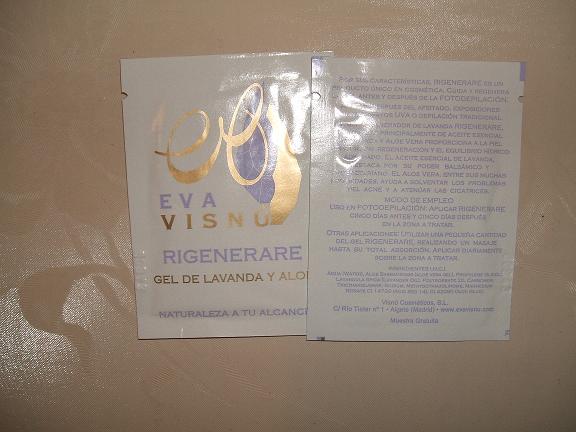 EVA
VISNU
RIGENERARE
GEL DE LAVANDA Y ALOE
NATURALEZA A TU ALCANCE
POR SUS CARACTERÍSTICAS, RIGENERARE ES UN
PRODUCTO ÚNICO EN COSMÉTICA. CUIDA Y REGENERA
ANTES Y DESPUÉS DE LA FOTODEPILACIÓN,
DESPUÉS DEL AFEITADO, EXPOSICIONES
UVA O DEPILACIÓN TRADICIONAL.
DE LAVANDA RIGENERARE,
PRINCIPALMENTE DE ACEITE ESENCIAL
Y ALOE VERA PROPORCIONA A LA PIEL
REGENERACIÓN Y EL EQUILIBRIO HÍDRICO
EL ACEITE ESENCIAL DE LAVANDA,
POR SU PODER BALSÁMICO Y
EL ALOE VERA, ENTRE SUS MUCHAS
AYUDA A SOLVENTAR LOS PROBLEMAS
DEL ACNÉ Y A ATENUAR LAS CICATRICES.
MODO DE EMPLEO
USO EN FOTODEPILACIÓN: APLICAR RIGENERARE
CINCO DÍAS ANTES Y CINCO DÍAS DESPUÉS
EN LA ZONA A TRATAR.
OTRAS APLICACIONES: UTILIZAR UNA PEQUEÑA CANTIDAD
DEL GEL RIGENERARE, REALIZANDO UN MASAJE
HASTA SU TOTAL ABSORCIÓN. APLICAR DIARIAMENTE
SOBRE LA ZONA A TRATAR.
INGREDIENTES (I.N.C.I.)
Visnú Cosméticos, S.L.
C/ Río Tiétar nº 1 - Algete (Madrid) - www.evavisnu.com
Muestra Gratuita